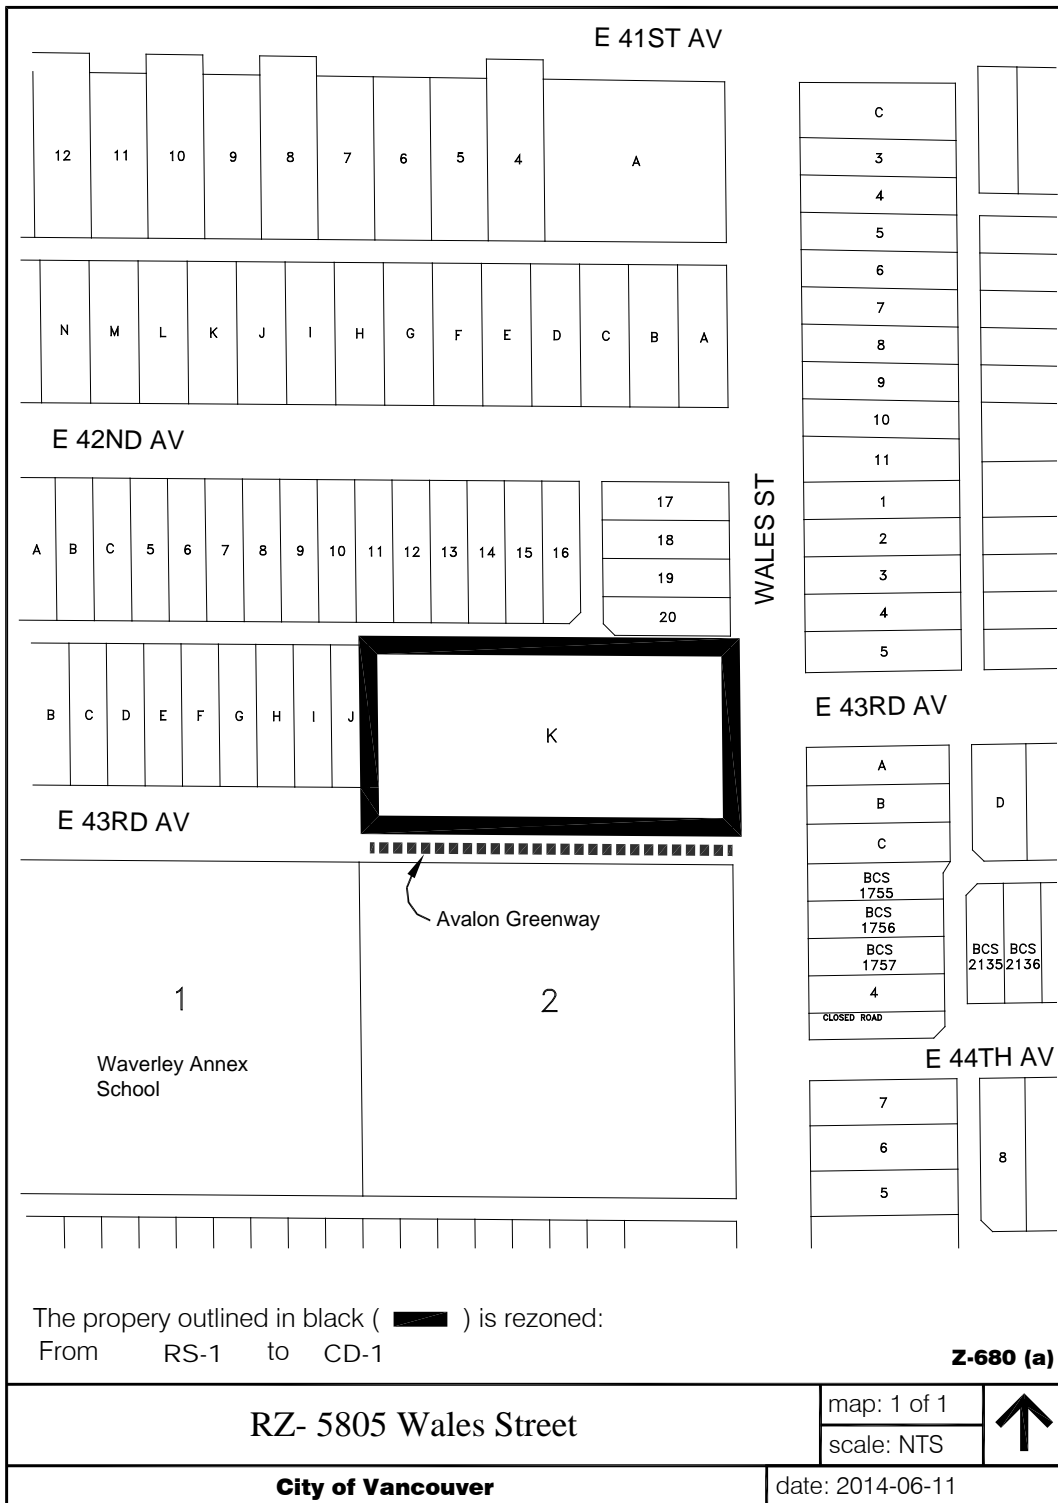 E 41ST AV
12 11 10 9 8 7 6 5 4 A
C
3
4
5
6
7
8
9
10
11
1
2
3
4
5
N M L K J I H G F E D C B A
E 42ND AV
WALES ST
A B C 5 6 7 8 9 10 11 12 13 14 15 16
17
18
19
20
B C D E F G H I J
K
E 43RD AV
E 43RD AV
A
B
C
D
BCS
1755
BCS
1756
BCS
1757
4
CLOSED ROAD
BCS BCS
2135 2136
Avalon Greenway
1
2
Waverley Annex
School
E 44TH AV
7
6
5
8
The propery outlined in black ( ) is rezoned:
From RS-1 to CD-1
Z-680 (a)
RZ- 5805 Wales Street
map: 1 of 1
scale: NTS
City of Vancouver
date: 2014-06-11